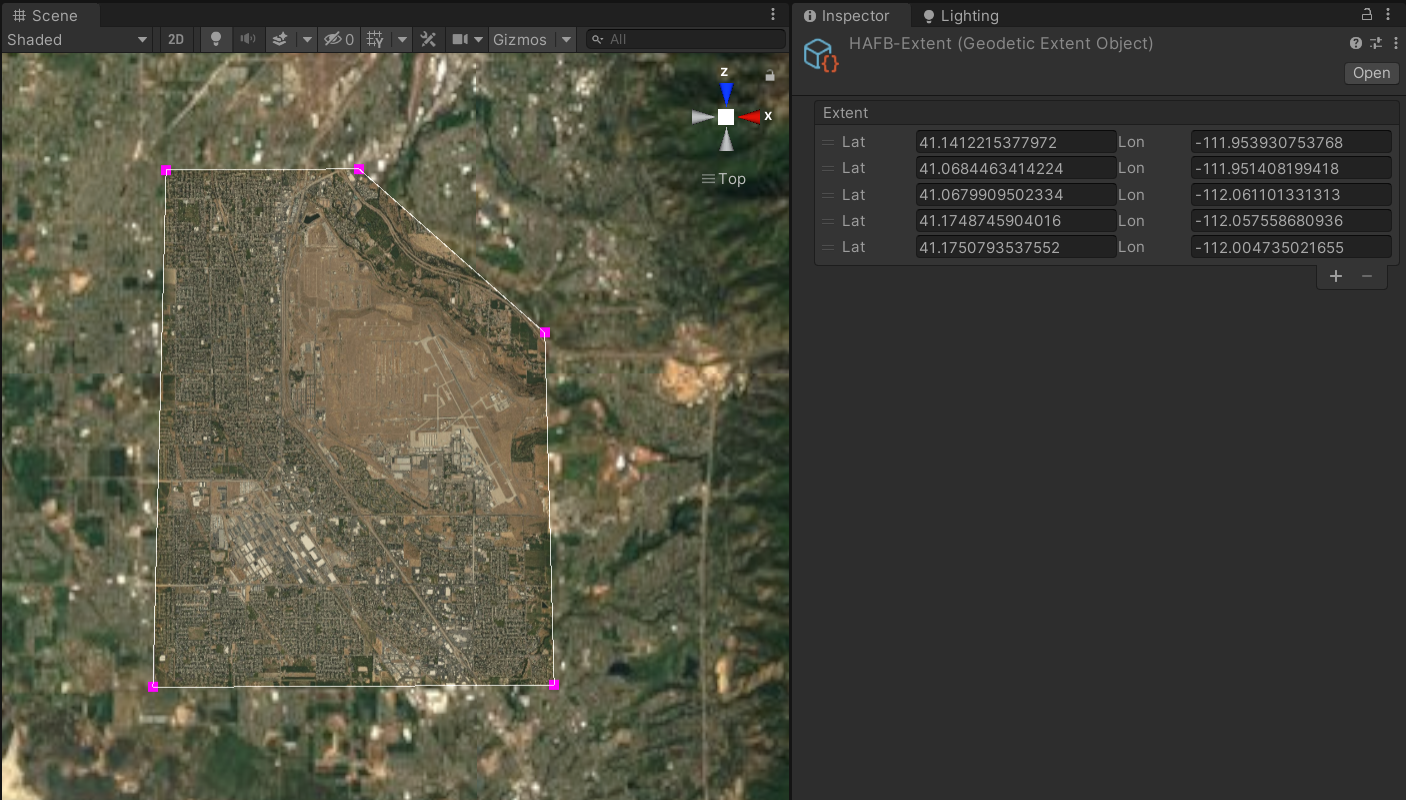 Scene
Inspector
Lighting
Shaded
2D
0
Gizmos
All
HAFB-Extent (Geodetic Extent Object)
Open
z
x
Top
Extent
Lat 41.1412215377972 Lon -111.953930753768
Lat 41.0684463414224 Lon -111.951408199418
Lat 41.0679909502334 Lon -112.061101331313
Lat 41.1748745904016 Lon -112.057558680936
Lat 41.1750793537552 Lon -112.004735021655